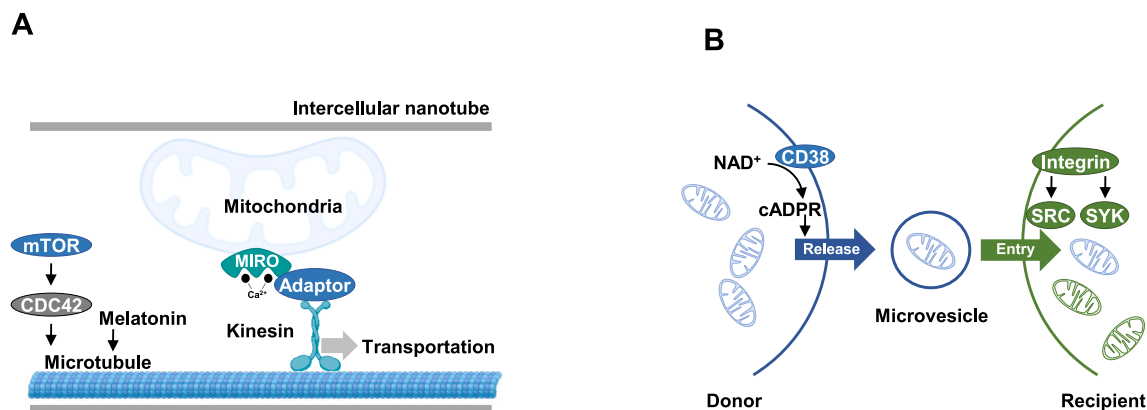 A
Intercellular nanotube
Mitochondria
mTOR
MIRO
Ca²⁺
Adaptor
CDC42
Melatonin
Kinesin
Transportation
Microtubule
B
NAD⁺
CD38
cADPR
Release
Microvesicle
Donor
Integrin
SRC
SYK
Entry
Recipient